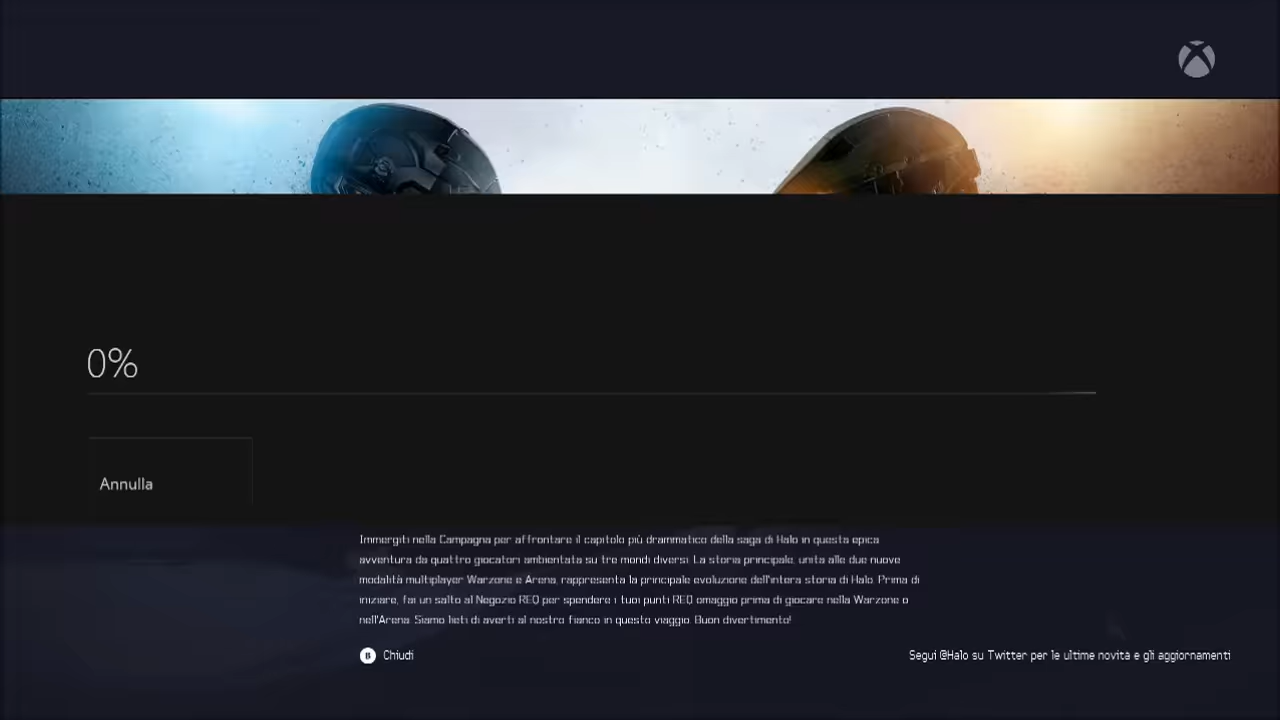 0%
Annulla
Immergiti nella Campagna per affrontare il capitolo più drammatico della saga di Halo in questa epica
avventura da quattro giocatori ambientata su tre mondi diversi. La storia principale, unita alle due nuove
modalità multiplayer Warzone e Arena, rappresenta la principale evoluzione dell'intera storia di Halo. Prima di
iniziare, fai un salto al Negozio REQ per spendere i tuoi punti REQ omaggio prima di giocare nella Warzone o
nell'Arena. Siamo lieti di averti al nostro fianco in questo viaggio. Buon divertimento!
B Chiudi
Segui @Halo su Twitter per le ultime novità e gli aggiornamenti